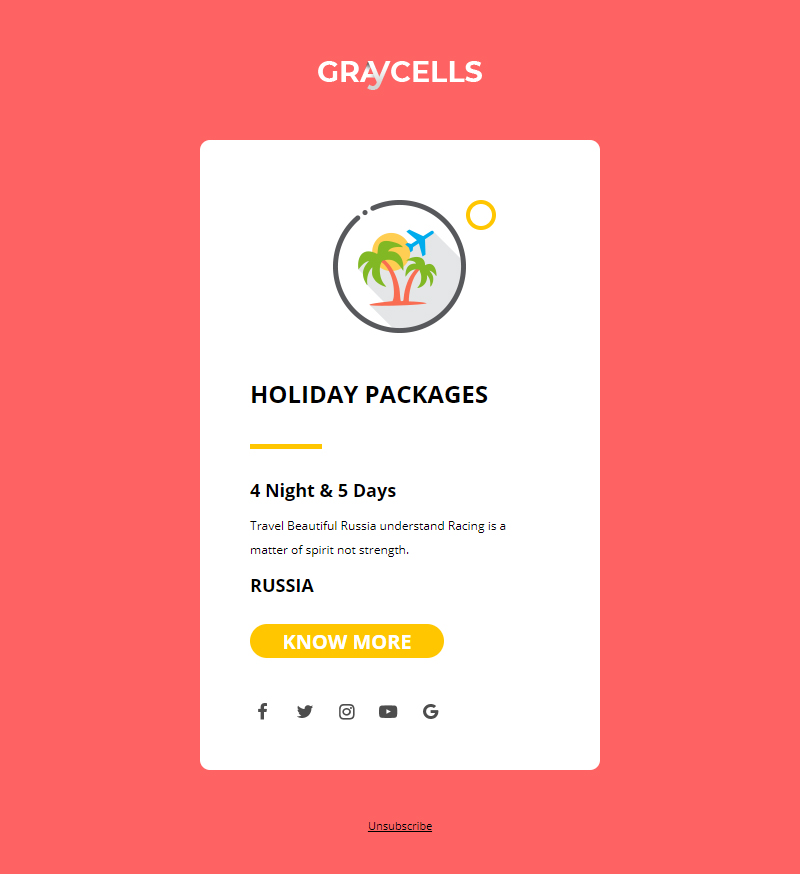 GRAyCELLS
HOLIDAY PACKAGES
4 Night & 5 Days
Travel Beautiful Russia understand Racing is a
matter of spirit not strength.
RUSSIA
KNOW MORE
Unsubscribe